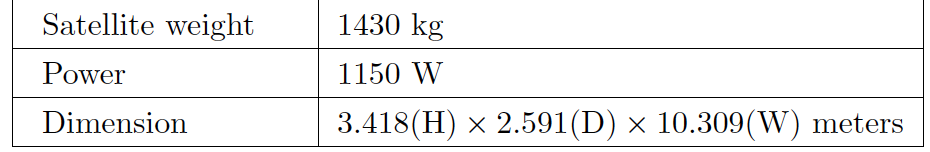 Satellite weight 1430 kg
Power 1150 W
Dimension 3.418(H) × 2.591(D) × 10.309(W) meters